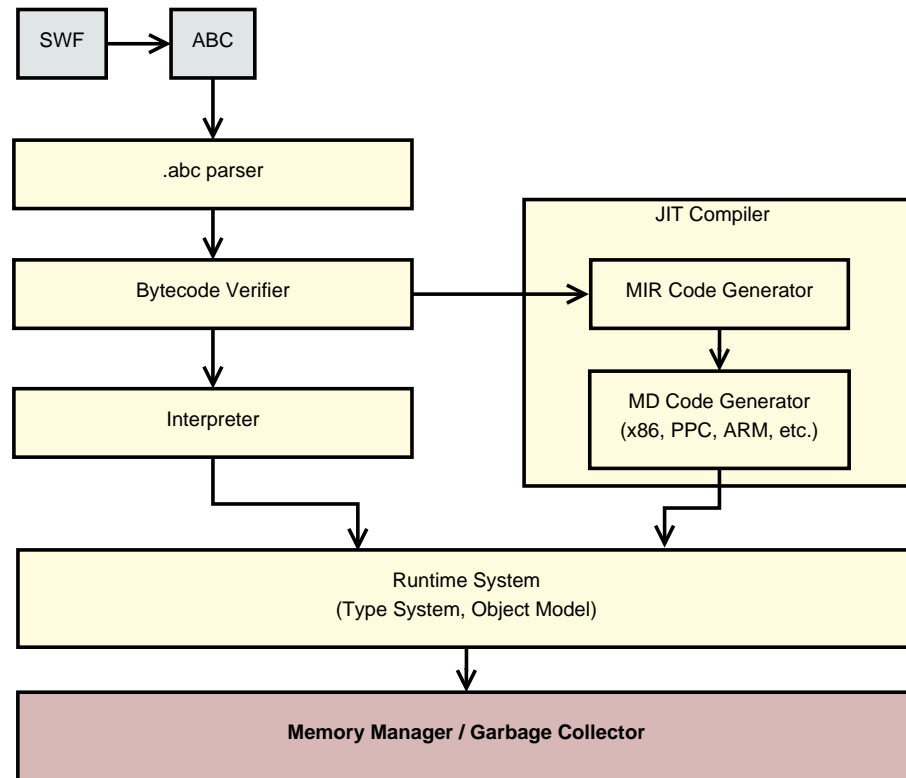 SWF
ABC
.abc parser
JIT Compiler
Bytecode Verifier
MIR Code Generator
Interpreter
MD Code Generator
(x86, PPC, ARM, etc.)
Runtime System
(Type System, Object Model)
Memory Manager / Garbage Collector